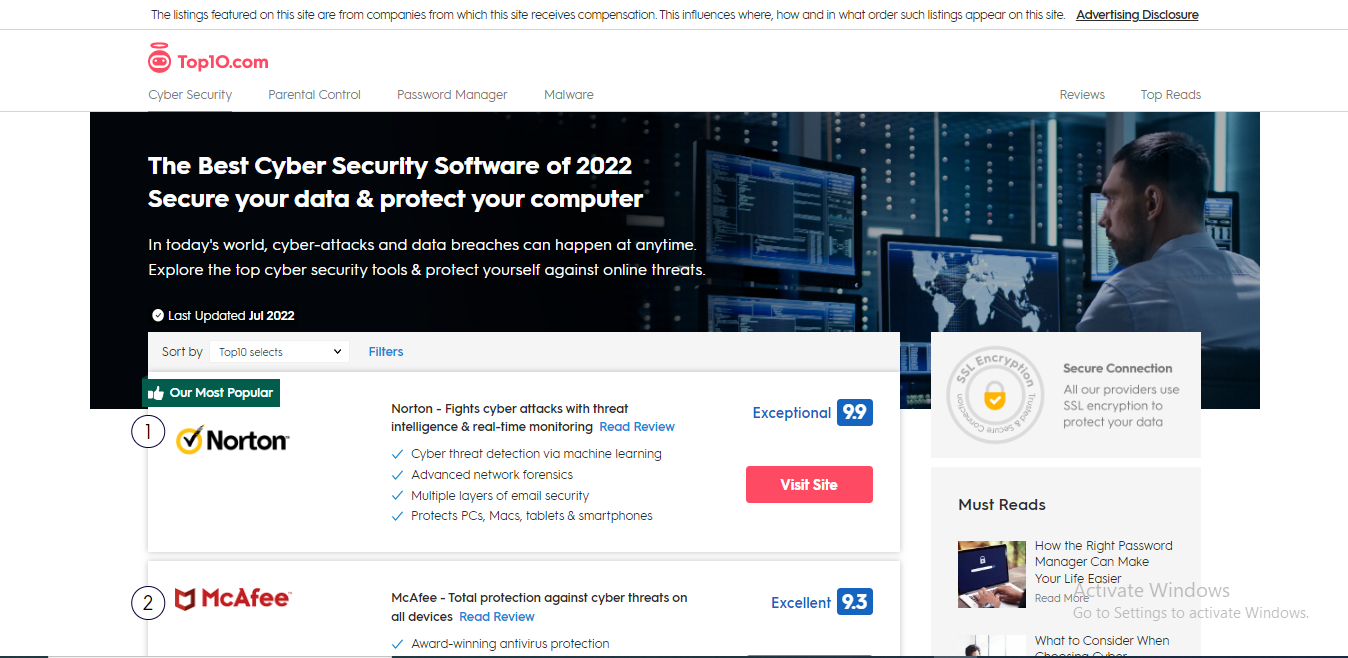 The listings featured on this site are from companies from which this site receives compensation. This influences where, how and in what order such listings appear on this site. Advertising Disclosure
Top10.com
Cyber Security Parental Control Password Manager Malware Reviews Top Reads
The Best Cyber Security Software of 2022
Secure your data & protect your computer
In today's world, cyber-attacks and data breaches can happen at anytime.
Explore the top cyber security tools & protect yourself against online threats.
Last Updated Jul 2022
Sort by Top10 selects Filters
Our Most Popular
1
Norton
Norton - Fights cyber attacks with threat
intelligence & real-time monitoring Read Review
Cyber threat detection via machine learning
Advanced network forensics
Multiple layers of email security
Protects PCs, Macs, tablets & smartphones
Exceptional 9.9
Visit Site
2
McAfee™
McAfee - Total protection against cyber threats on
all devices Read Review
Award-winning antivirus protection
Excellent 9.3
SSL Encryption
Trusted & Secure Connection
Secure Connection
All our providers use
SSL encryption to
protect your data
Must Reads
How the Right Password
Manager Can Make
Your Life Easier
Read More
What to Consider When
Choosing Cyber
Activate Windows
Go to Settings to activate Windows.